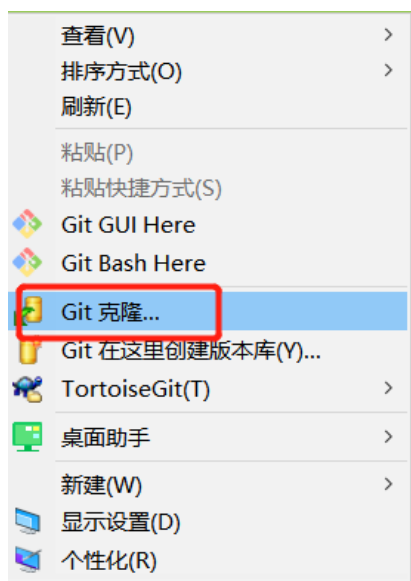 查看(V)
排序方式(O)
刷新(E)
粘贴(P)
粘贴快捷方式(S)
Git GUI Here
Git Bash Here
Git 克隆...
Git 在这里创建版本库(Y)...
TortoiseGit(T)
桌面助手
新建(W)
显示设置(D)
个性化(R)